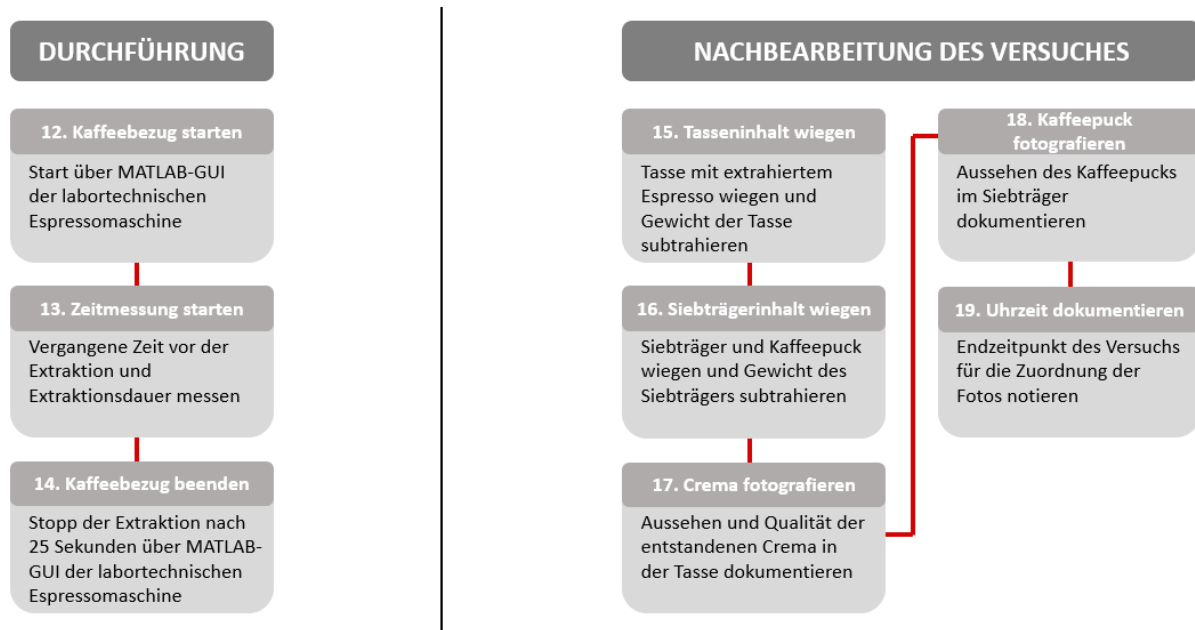 DURCHFÜHRUNG
12. Kaffeebezug starten
Start über MATLAB-GUI
der labortechnischen
Espressomaschine
13. Zeitmessung starten
Vergangene Zeit vor der
Extraktion und
Extraktionsdauer messen
14. Kaffeebezug beenden
Stopp der Extraktion nach
25 Sekunden über MATLAB-
GUI der labortechnischen
Espressomaschine
NACHBEARBEITUNG DES VERSUCHES
15. Tasseninhalt wiegen
Tasse mit extrahiertem
Espresso wiegen und
Gewicht der Tasse
subtrahieren
16. Siebträgerinhalt wiegen
Siebträger und Kaffeepuck
wiegen und Gewicht des
Siebträgers subtrahieren
17. Crema fotografieren
Aussehen und Qualität der
entstandenen Crema in
der Tasse dokumentieren
18. Kaffeepuck
fotografieren
Aussehen des Kaffeepucks
im Siebträger
dokumentieren
19. Uhrzeit dokumentieren
Endzeitpunkt des Versuchs
für die Zuordnung der
Fotos notieren